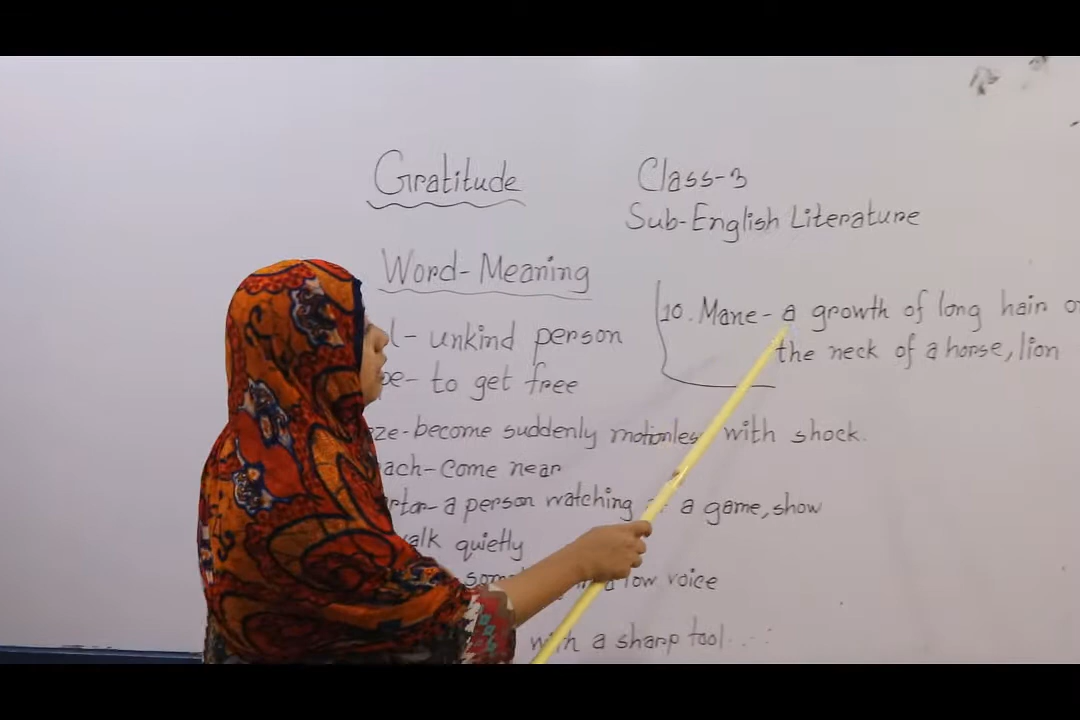 Gratitude
Class-3
Sub-English Literature
Word-Meaning
- unkind person
- to get free
- become suddenly motionless with shock.
- Come near
- a person watching a game, show
walk quietly
low voice
with a sharp tool
10. Mane - a growth of long hair
the neck of a horse, lion